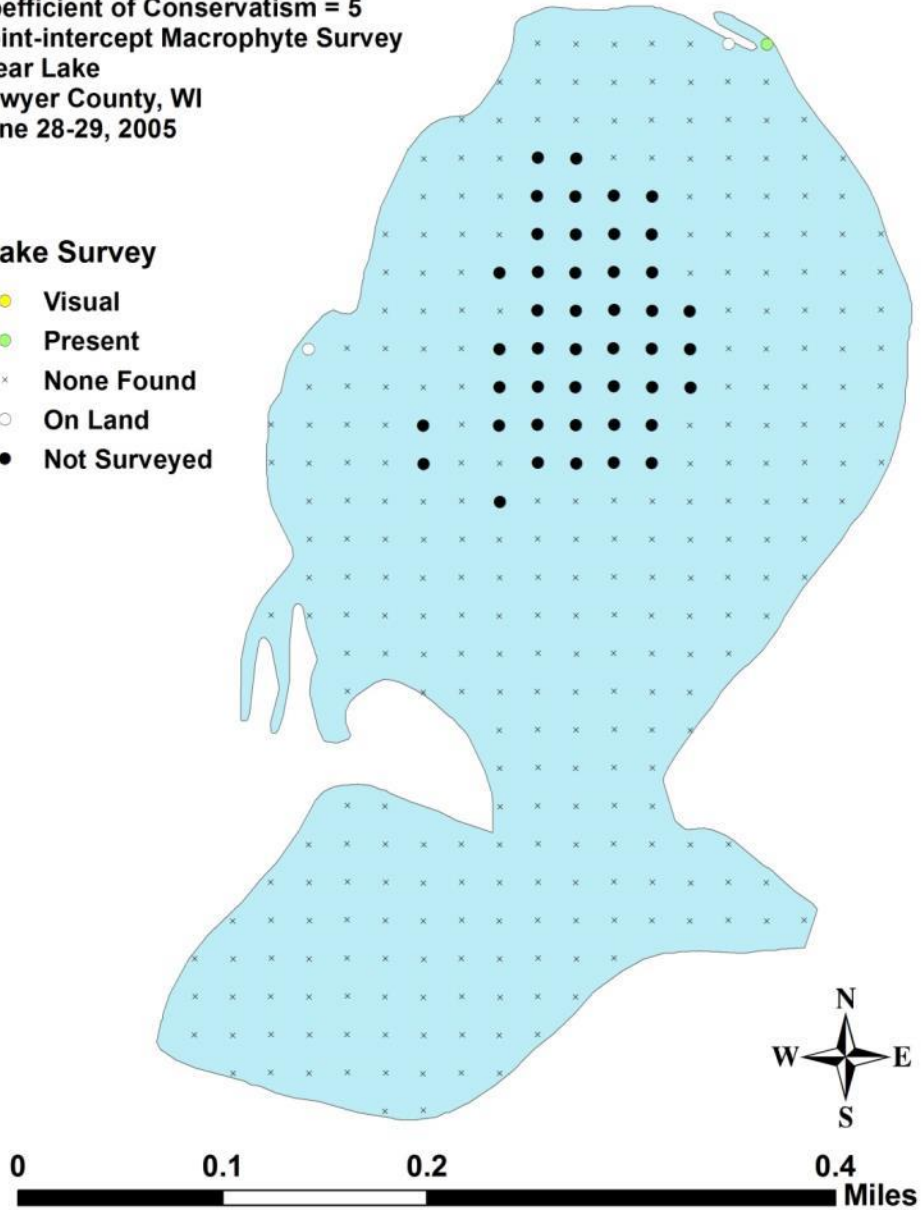 efficient of Conservatism = 5
int-intercept Macrophyte Survey
ear Lake
wyer County, WI
ne 28-29, 2005
ake Survey
Visual
Present
None Found
On Land
Not Surveyed
N
W E
S
0 0.1 0.2 0.4
Miles